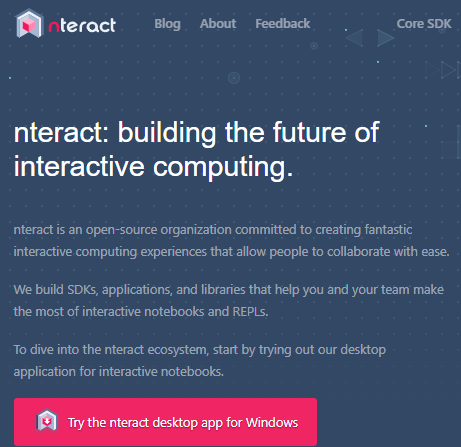 nteract Blog About Feedback Core SDK
nteract: building the future of
interactive computing.
nteract is an open-source organization committed to creating fantastic
interactive computing experiences that allow people to collaborate with ease.
We build SDKs, applications, and libraries that help you and your team make
the most of interactive notebooks and REPLs.
To dive into the nteract ecosystem, start by trying out our desktop
application for interactive notebooks.
Try the nteract desktop app for Windows